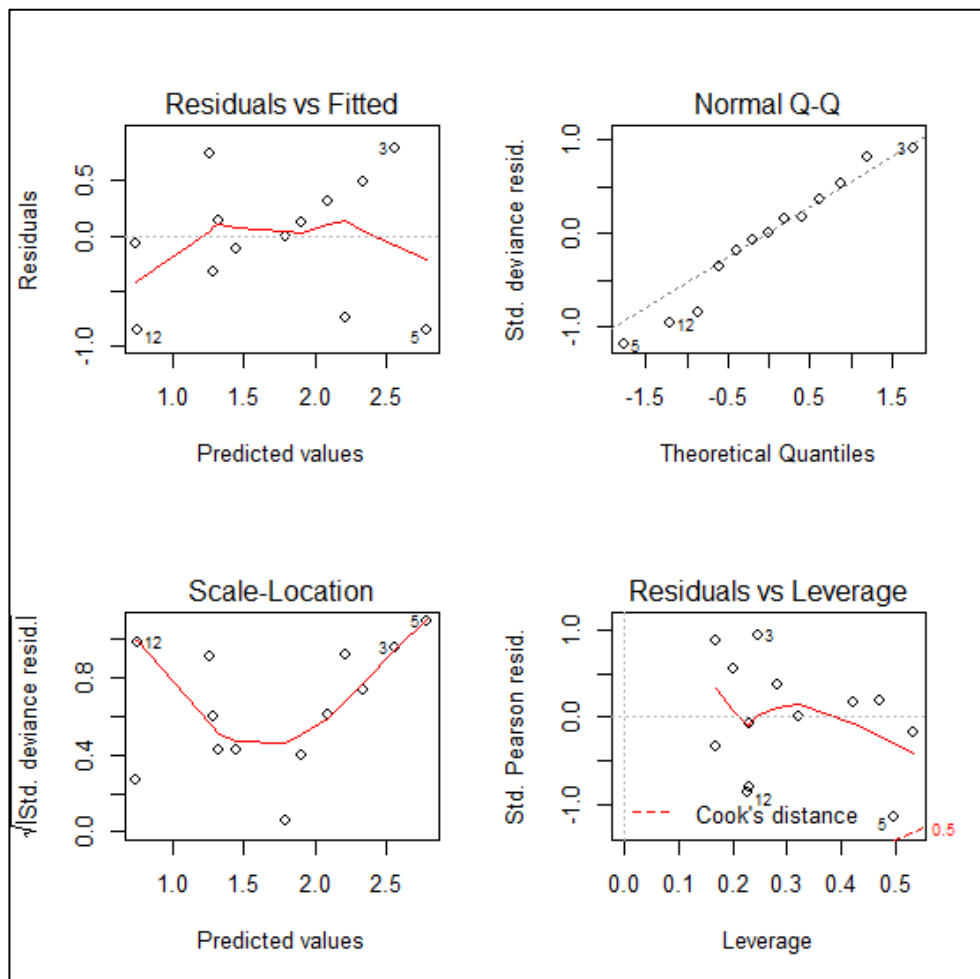 Residuals vs Fitted
Residuals
0.5
0.0
-1.0
3
12
5
1.0 1.5 2.0 2.5
Predicted values
Normal Q-Q
Std. deviance resid.
1.0
0.0
-1.0
3
12
5
-1.5 -0.5 0.5 1.5
Theoretical Quantiles
Scale-Location
√|Std. deviance resid.|
0.8
0.4
0.0
12
3
5
1.0 1.5 2.0 2.5
Predicted values
Residuals vs Leverage
Std. Pearson resid.
1.0
0.0
-1.0
3
12
5
Cook's distance
0.5
0.0 0.1 0.2 0.3 0.4 0.5
Leverage